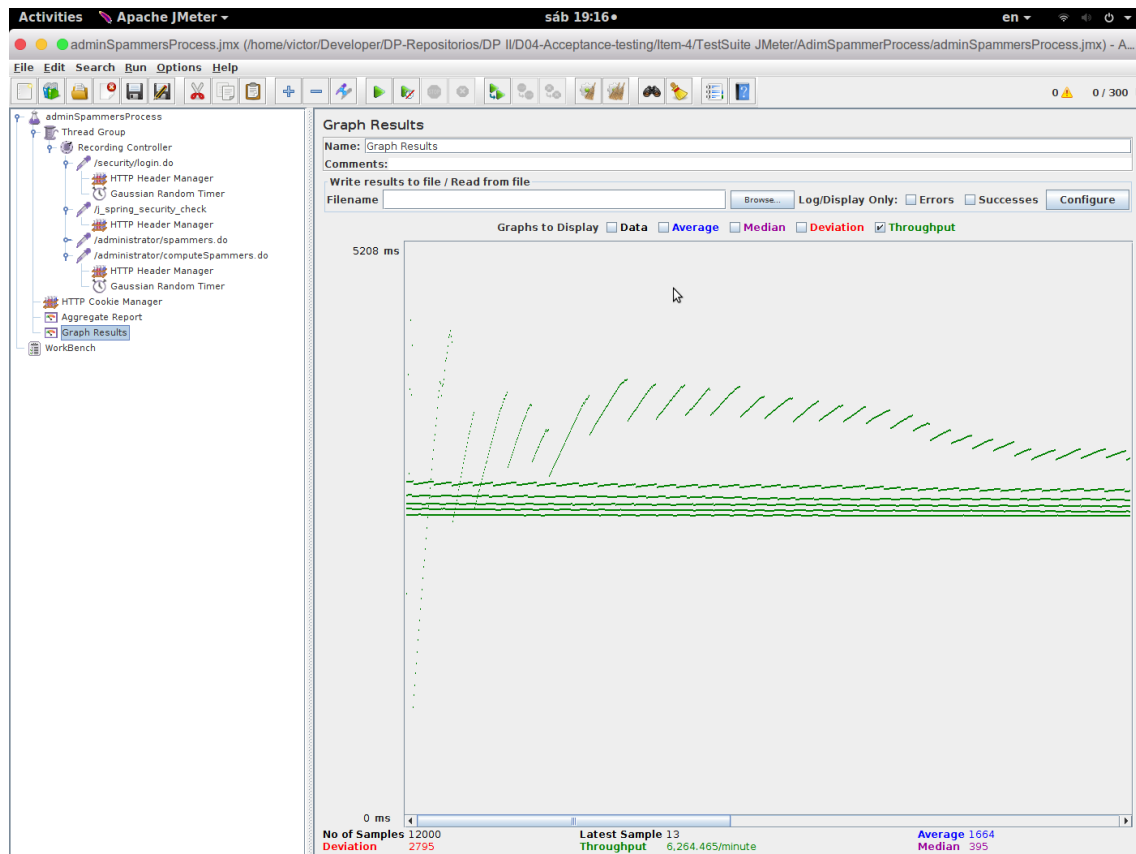 Activities Apache JMeter sáb 19:16 en
adminSpammersProcess.jmx (/home/victor/Developer/DP-Repositorios/DP II/D04-Acceptance-testing/Item-4/TestSuite JMeter/AdimSpammerProcess/adminSpammersProcess.jmx) - A...
File Edit Search Run Options Help
0 0 / 300
adminSpammersProcess
Thread Group
Recording Controller
/security/login.do
HTTP Header Manager
Gaussian Random Timer
/j_spring_security_check
HTTP Header Manager
/administrator/spammers.do
/administrator/computeSpammers.do
HTTP Header Manager
Gaussian Random Timer
HTTP Cookie Manager
Aggregate Report
Graph Results
WorkBench
Graph Results
Name: Graph Results
Comments:
Write results to file / Read from file
Filename Browse... Log/Display Only: Errors Successes Configure
Graphs to Display Data Average Median Deviation Throughput
5208 ms
0 ms
No of Samples 12000 Latest Sample 13 Average 1664
Deviation 2795 Throughput 6,264.465/minute Median 395